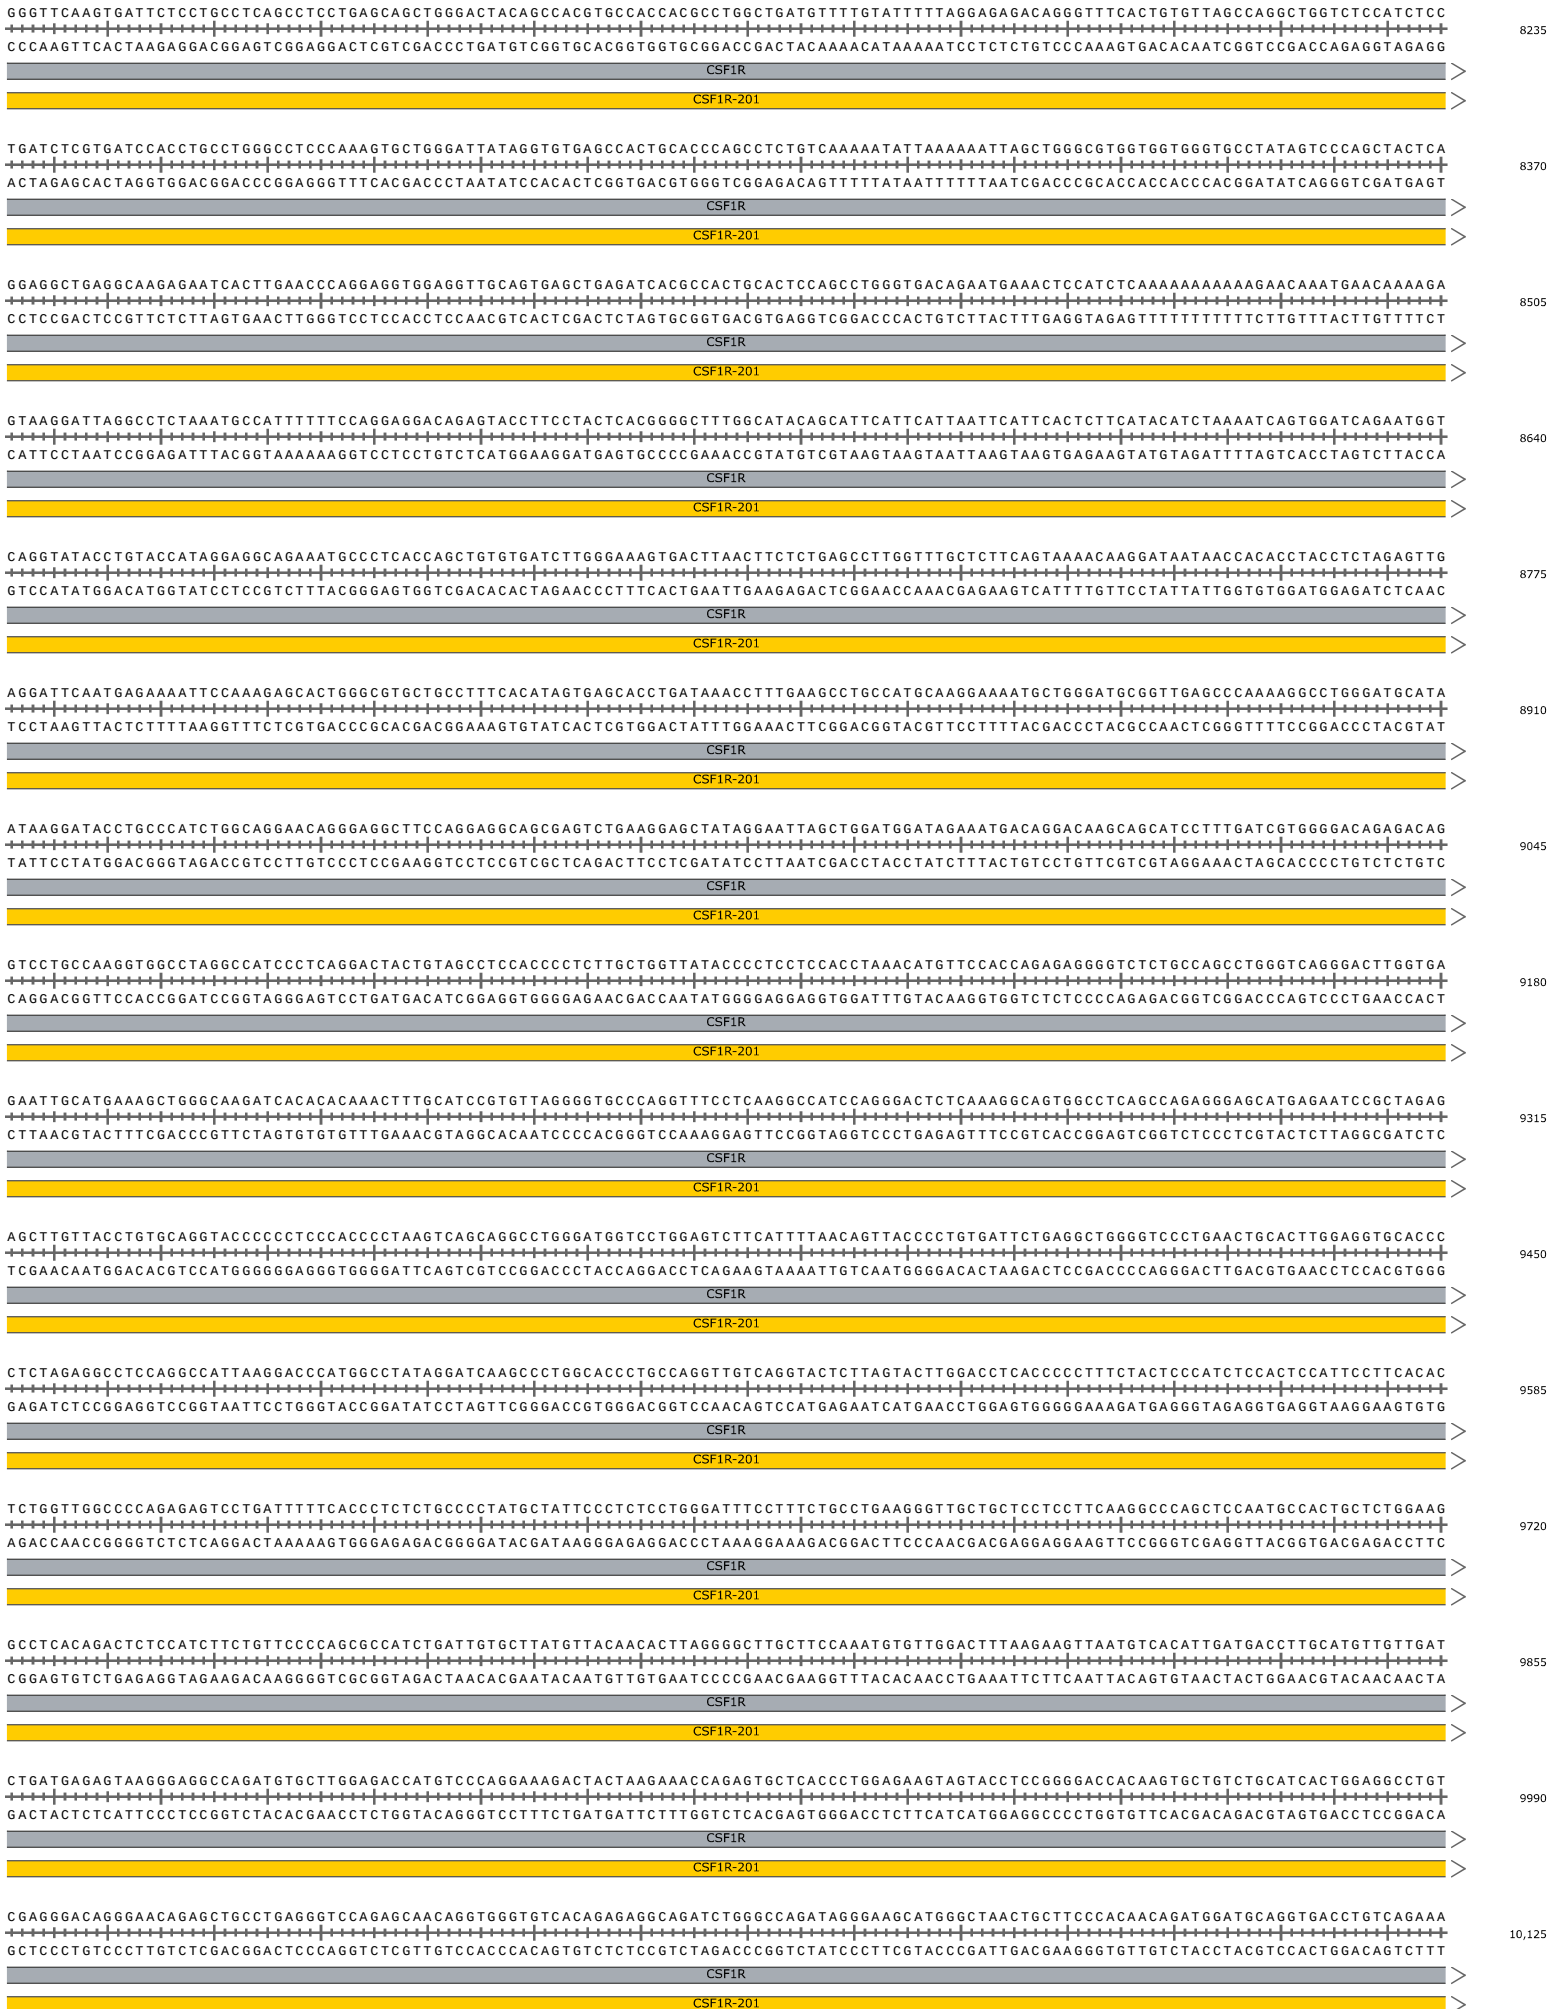 GGGTTCAAGTGATTCTCCTGCCTCAGCCTCCTGAGCAGCTGGGACTACAGCCACGTGCCACCACGCCTGGCTGATGTTTTGTATTTTTAGGAGAGACAGGGTTTCACTGTGTTAGCCAGGCTGGTCTCCATCTCC
8235
CCCAAGTTCACTAAGAGGACGGAGTCGGAGGACTCGTCGACCCTGATGTCGGTGCACGGTGGTGCGGACCGACTACAAAACATAAAAATCCTCTCTGTCCCAAAGTGACACAATCGGTCCGACCAGAGGTAGAGG
CSF1R
CSF1R-201
TGATCTCGTGATCCACCTGCCTGGGCCTCCCAAAGTGCTGGGATTATAGGTGTGAGCCACTGCACCCAGCCTCTGTCAAAAATATTAAAAAATTAGCTGGGCGTGGTGGTGGGTGCCTATAGTCCCAGCTACTCA
8370
ACTAGAGCACTAGGTGGACGGACCCGGAGGGTTTCACGACCCTAATATCCACACTCGGTGACGTGGGTCGGAGACAGTTTTTATAATTTTTTAATCGACCCGCACCACCACCCACGGATATCAGGGTCGATGAGT
CSF1R
CSF1R-201
GGAGGCTGAGGCAAGAGAATCACTTGAACCCAGGAGGTGGAGGTTGCAGTGAGCTGAGATCACGCCACTGCACTCCAGCCTGGGTGACAGAATGAAACTCCATCTCAAAAAAAAAAAGAACAAATGAACAAAAGA
8505
CCTCCGACTCCGTTCTCTTAGTGAACTTGGGTCCTCCACCTCCAACGTCACTCGACTCTAGTGCGGTGACGTGAGGTCGGACCCACTGTCTTACTTTGAGGTAGAGTTTTTTTTTTTCTTGTTTACTTGTTTTCT
CSF1R
CSF1R-201
GTAAGGATTAGGCCTCTAAATGCCATTTTTTCCAGGAGGACAGAGTACCTTCCTACTCACGGGGCTTTGGCATACAGCATTCATTCATTAATTCATTCACTCTTCATACATCTAAAATCAGTGGATCAGAATGGT
8640
CATTCCTAATCCGGAGATTTACGGTAAAAAAGGTCCTCCTGTCTCATGGAAGGATGAGTGCCCCGAAACCGTATGTCGTAAGTAAGTAATTAAGTAAGTGAGAAGTATGTAGATTTTAGTCACCTAGTCTTACCA
CSF1R
CSF1R-201
CAGGTATACCTGTACCATAGGAGGCAGAAATGCCCTCACCAGCTGTGTGATCTTGGGAAAGTGACTTAACTTCTCTGAGCCTTGGTTTGCTCTTCAGTAAAACAAGGATAATAACCACACCTACCTCTAGAGTTG
8775
GTCCATATGGACATGGTATCCTCCGTCTTTACGGGAGTGGTCGACACACTAGAACCCTTTCACTGAATTGAAGAGACTCGGAACCAAACGAGAAGTCATTTTGTTCCTATTATTGGTGTGGATGGAGATCTCAAC
CSF1R
CSF1R-201
AGGATTCAATGAGAAAATTCCAAAGAGCACTGGGCGTGCTGCCTTTCACATAGTGAGCACCTGATAAACCTTTGAAGCCTGCCATGCAAGGAAAATGCTGGGATGCGGTTGAGCCCAAAAGGCCTGGGATGCATA
8910
TCCTAAGTTACTCTTTTAAGGTTTCTCGTGACCCGCACGACGGAAAGTGTATCACTCGTGGACTATTTGGAAACTTCGGACGGTACGTTCCTTTTACGACCCTACGCCAACTCGGGTTTTCCGGACCCTACGTAT
CSF1R
CSF1R-201
ATAAGGATACCTGCCCATCTGGCAGGAACAGGGAGGCTTCCAGGAGGCAGCGAGTCTGAAGGAGCTATAGGAATTAGCTGGATGGATAGAAATGACAGGACAAGCAGCATCCTTTGATCGTGGGGACAGAGACAG
9045
TATTCCTATGGACGGGTAGACCGTCCTTGTCCCTCCGAAGGTCCTCCGTCGCTCAGACTTCCTCGATATCCTTAATCGACCTACCTATCTTTACTGTCCTGTTCGTCGTAGGAAACTAGCACCCCTGTCTCTGTC
CSF1R
CSF1R-201
GTCCTGCCAAGGTGGCCTAGGCCATCCCTCAGGACTACTGTAGCCTCCACCCCTCTTGCTGGTTATACCCCTCCTCCACCTAAACATGTTCCACCAGAGAGGGGTCTCTGCCAGCCTGGGTCAGGGACTTGGTGA
9180
CAGGACGGTTCCACCGGATCCGGTAGGGAGTCCTGATGACATCGGAGGTGGGGAGAACGACCAATATGGGGAGGAGGTGGATTTGTACAAGGTGGTCTCTCCCCAGAGACGGTCGGACCCAGTCCCTGAACCACT
CSF1R
CSF1R-201
GAATTGCATGAAAGCTGGGCAAGATCACACACACAAACTTTGCATCCGTGTTAGGGGTGCCCAGGTTTCCTCAAGGCCATCCAGGGACTCTCAAAGGCAGTGGCCTCAGCCAGAGGGAGCATGAGAATCCGCTAGAG
9315
CTTAACGTACTTTCGACCCGTTCTAGTGTGTGTGTTTGAAACGTAGGCACAATCCCCACGGGTCCAAAGGAGTTCCGGTAGGTCCCTGAGAGTTTCCGTCACCGGAGTCGGTCTCCCTCGTACTCTTAGGCGATCTC
CSF1R
CSF1R-201
AGCTTGTTACCTGTGCAGGTACCCCCCTCCCACCCCTAAGTCAGCAGGCCTGGGATGGTCCTGGAGTCTTCATTTTAACAGTTACCCCTGTGATTCTGAGGCTGGGGTCCCTGAACTGCACTTGGAGGTGCACCC
9450
TCGAACAATGGACACGTCCATGGGGGGAGGGTGGGGATTCAGTCGTCCGGACCCTACCAGGACCTCAGAAGTAAAATTGTCAATGGGGACACTAAGACTCCGACCCCAGGGACTTGACGTGAACCTCCACGTGGG
CSF1R
CSF1R-201
CTCTAGAGGCCTCCAGGCCATTAAGGACCCATGGCCTATAGGATCAAGCCCTGGCACCCTGCCAGGTTGTCAGGTACTCTTAGTACTTGGACCTCACCCCCTTTCTACTCCCATCTCCACTCCATTCCTTCACAC
9585
GAGATCTCCGGAGGTCCGGTAATTCCTGGGTACCGGATATCCTAGTTCGGGACCGTGGGACGGTCCAACAGTCCATGAGAATCATGAACCTGGAGTGGGGGAAAGATGAGGGTAGAGGTGAGGTAAGGAAGTGTG
CSF1R
CSF1R-201
TCTGGTTGGCCCCAGAGAGTCCTGATTTTTCACCCTCTCTGCCCCTATGCTATTCCCTCTCCTGGGATTTCCTTTCTGCCTGAAGGGTTGCTGCTCCTCCTTCAAGGCCCAGCTCCAATGCCACTGCTCTGGAAG
9720
AGACCAACCGGGGTCTCTCAGGACTAAAAAGTGGGAGAGACGGGGATACGATAAGGGAGAGGACCCTAAAGGAAAGACGGACTTCCCAACGACGAGGAGGAAGTTCCGGGTCGAGGTTACGGTGACGAGACCTTC
CSF1R
CSF1R-201
GCCTCACAGACTCTCCATCTTCTGTTCCCCAGCGCCATCTGATTGTGCTTATGTTACAACACTTAGGGGCTTGCTTCCAAATGTGTTGGACTTTAAGAAGTTAATGTCACATTGATGACCTTGCATGTTGTTGAT
9855
CGGAGTGTCTGAGAGGTAGAAGACAAGGGGTCGCGGTAGACTAACACGAATACAATGTTGTGAATCCCCGAACGAAGGTTTACACAACCTGAAATTCTTCAATTACAGTGTAACTACTGGAACGTACAACAACTA
CSF1R
CSF1R-201
CTGATGAGAGTAAGGGAGGCCAGATGTGCTTGGAGACCATGTCCCAGGAAAGACTACTAAGAAACCAGAGTGCTCACCCTGGAGAAGTAGTACCTCCGGGGACCACAAGTGCTGTCTGCATCACTGGAGGCCTGT
9990
GACTACTCTCATTCCCTCCGGTCTACACGAACCTCTGGTACAGGGTCCTTTCTGATGATTCTTTGGTCTCACGAGTGGGACCTCTTCATCATGGAGGCCCCTGGTGTTCACGACAGACGTAGTGACCTCCGGACA
CSF1R
CSF1R-201
CGAGGGACAGGGAACAGAGCTGCCTGAGGGTCCAGAGCAACAGGTGGGTGTCACAGAGAGGCAGATCTGGGCCAGATAGGGAAGCATGGGCTAACTGCTTCCCACAACAGATGGATGCAGGTGACCTGTCAGAAA
10,125
GCTCCCTGTCCCTTGTCTCGACGGACTCCCAGGTCTCGTTGTCCACCCACAGTGTCTCTCCGTCTAGACCCGGTCTATCCCTTCGTACCCGATTGACGAAGGGTGTTGTCTACCTACGTCCACTGGACAGTCTTT
CSF1R
CSF1R-201